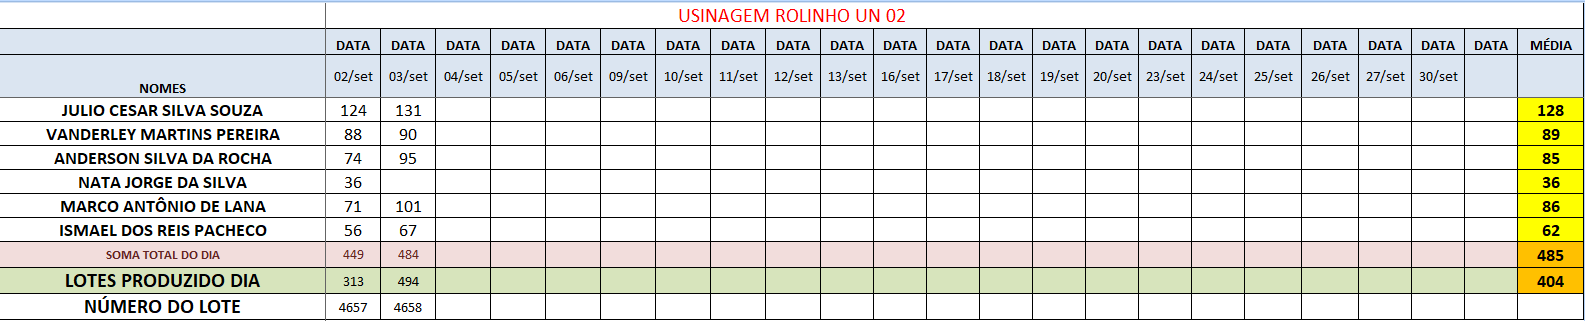 USINAGEM ROLINHO UN 02
DATA DATA DATA DATA DATA DATA DATA DATA DATA DATA DATA DATA DATA DATA DATA DATA DATA DATA DATA DATA DATA DATA MÉDIA
NOMES 02/set 03/set 04/set 05/set 06/set 09/set 10/set 11/set 12/set 13/set 16/set 17/set 18/set 19/set 20/set 23/set 24/set 25/set 26/set 27/set 30/set
JULIO CESAR SILVA SOUZA 124 131 128
VANDERLEY MARTINS PEREIRA 88 90 89
ANDERSON SILVA DA ROCHA 74 95 85
NATA JORGE DA SILVA 36 36
MARCO ANTÔNIO DE LANA 71 101 86
ISMAEL DOS REIS PACHECO 56 67 62
SOMA TOTAL DO DIA 449 484 485
LOTES PRODUZIDO DIA 313 494 404
NÚMERO DO LOTE 4657 4658